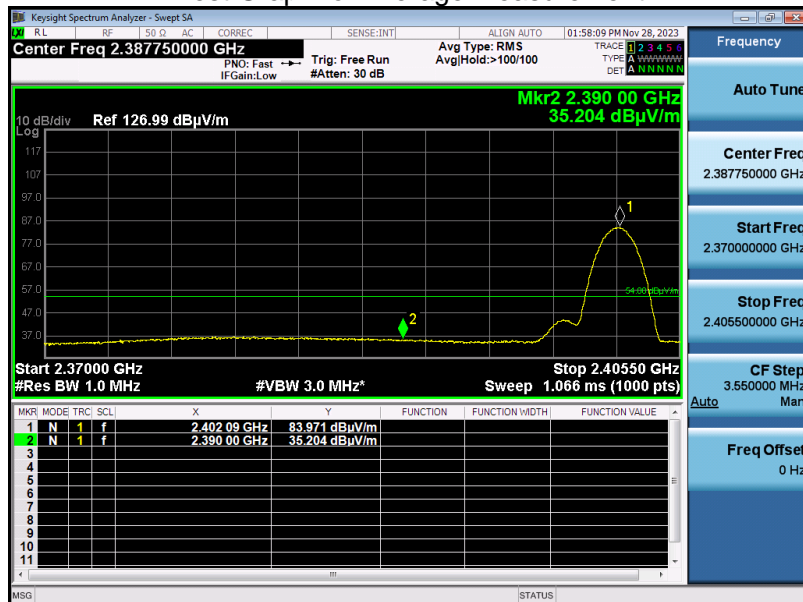 Keysight Spectrum Analyzer - Swept SA
LXI RL RF 50 Ω AC CORREC SENSE:INT ALIGN AUTO 01:58:09 PM Nov 28, 2023
Center Freq 2.387750000 GHz
PNO: Fast
IFGain:Low
Trig: Free Run
#Atten: 30 dB
Avg Type: RMS
Avg|Hold:>100/100
TRACE 1 2 3 4 5 6
TYPE A WWWWW
DET A N N N N N
Mkr2 2.390 00 GHz
35.204 dBµV/m
10 dB/div Ref 126.99 dBµV/m
Log
117
107
97.0
87.0
77.0
67.0
57.0
47.0
37.0
1
2
54.00 dBµV/m
Start 2.37000 GHz Stop 2.40550 GHz
#Res BW 1.0 MHz #VBW 3.0 MHz* Sweep 1.066 ms (1000 pts)
MKR MODE TRC SCL X Y FUNCTION FUNCTION WIDTH FUNCTION VALUE
1 N 1 f 2.402 09 GHz 83.971 dBµV/m
2 N 1 f 2.390 00 GHz 35.204 dBµV/m
3
4
5
6
7
8
9
10
11
MSG STATUS
Frequency
Auto Tune
Center Freq
2.387750000 GHz
Start Freq
2.370000000 GHz
Stop Freq
2.405500000 GHz
CF Step
3.550000 MHz
Auto Man
Freq Offset
0 Hz